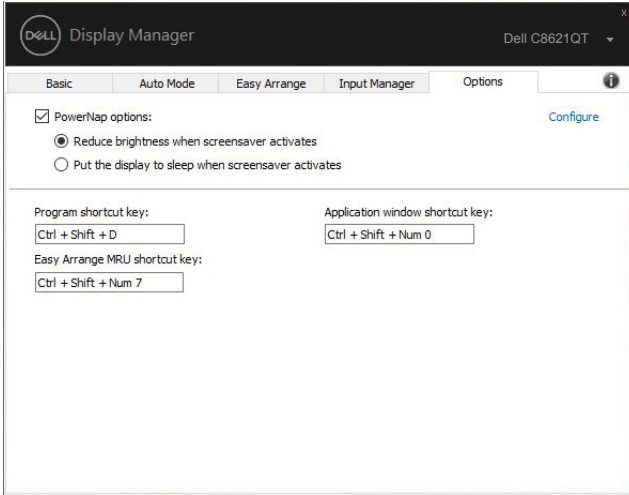 x
DELL Display Manager Dell C8621QT
Basic Auto Mode Easy Arrange Input Manager Options i
PowerNap options: Configure
Reduce brightness when screensaver activates
Put the display to sleep when screensaver activates
Program shortcut key: Application window shortcut key:
Ctrl + Shift + D Ctrl + Shift + Num 0
Easy Arrange MRU shortcut key:
Ctrl + Shift + Num 7